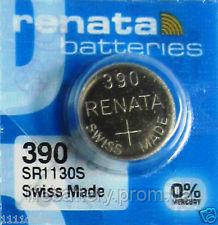 renata
batteries
390
RENATA
+
SWISS MADE
390
SR1130S
Swiss Made
0%
MERCURY